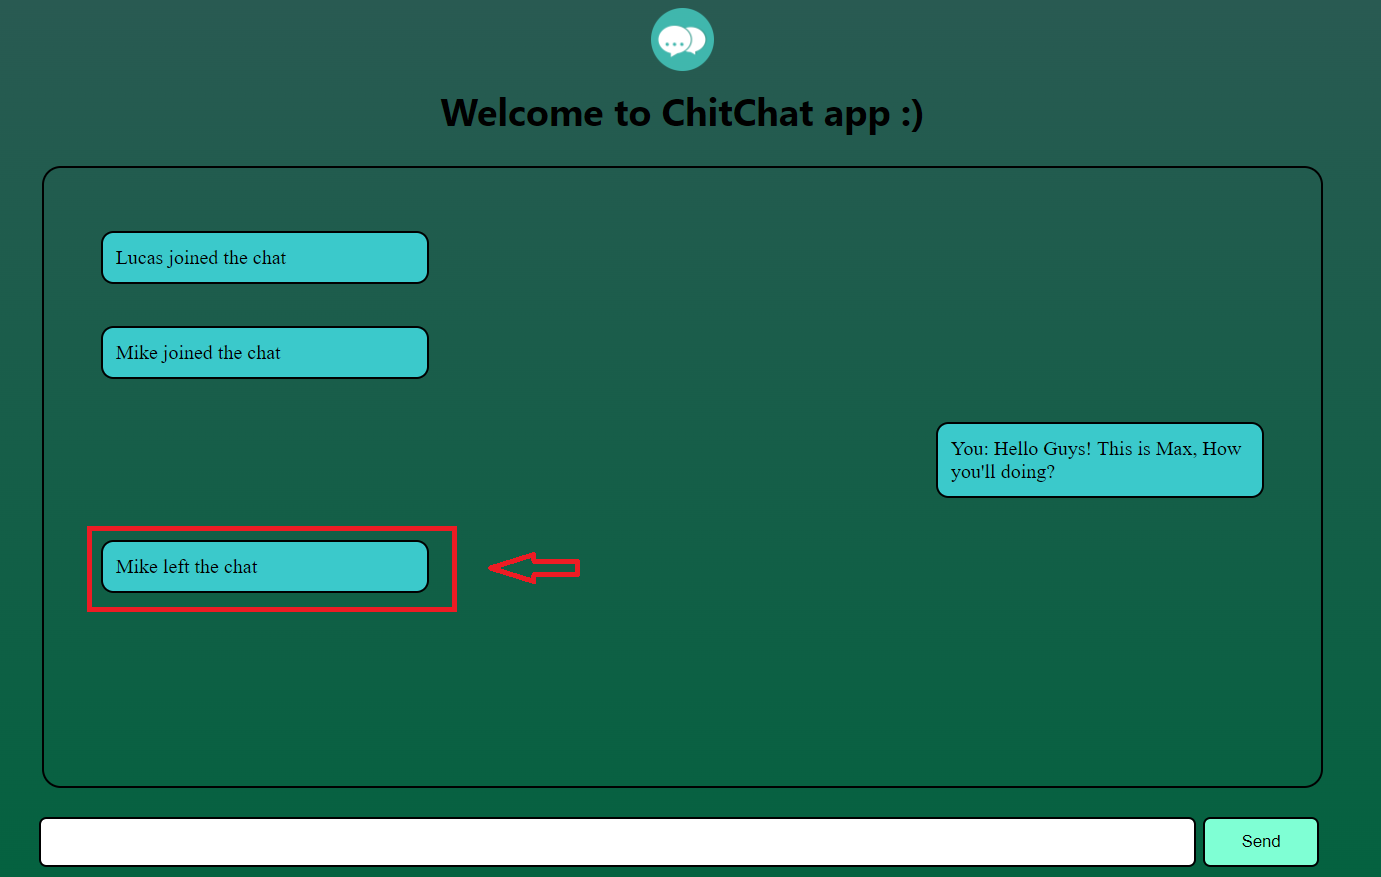 Welcome to ChitChat app :)
Lucas joined the chat
Mike joined the chat
You: Hello Guys! This is Max, How
you'll doing?
Mike left the chat
Send